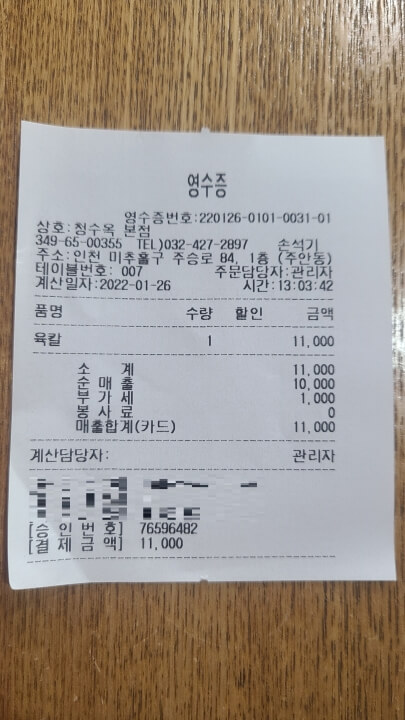 영수증
영수증번호:220126-0101-0031-01
상호:청수옥 본점
349-65-00355 TEL)032-427-2897 손석기
주소:인천 미추홀구 주승로 84, 1층 (주안동)
테이블번호: 007 주문담당자:관리자
계산일자:2022-01-26 시간:13:03:42
품명 수량 할인 금액
육칼 1 11,000
소 계 11,000
순 매 출 10,000
부 가 세 1,000
봉 사 료 0
매출합계(카드) 11,000
계산담당자: 관리자
[승 인 번 호] 76596482
[결 제 금 액] 11,000